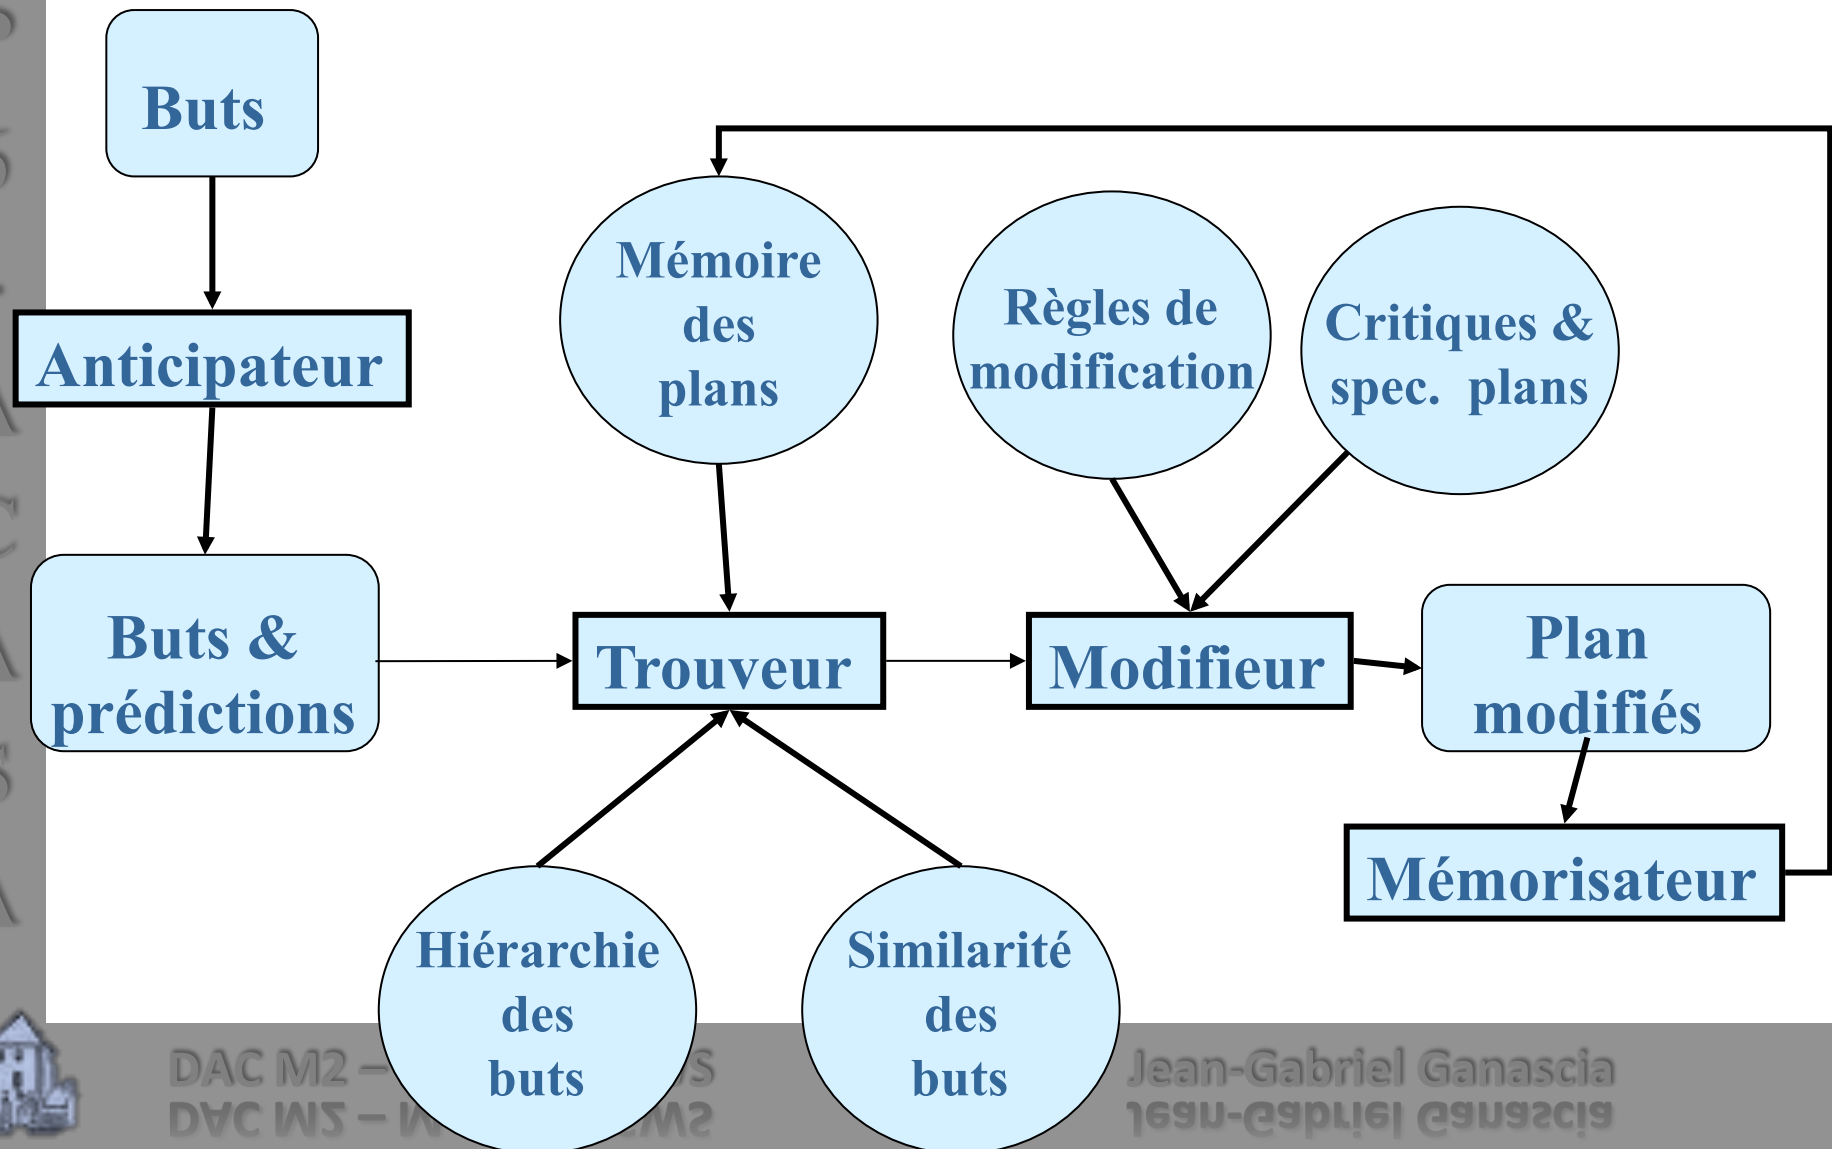 Buts
Anticipateur
Mémoire
des
plans
Règles de
modification
Critiques &
spec. plans
Buts &
prédictions
Trouveur
Modifieur
Plan
modifiés
Mémorisateur
Hiérarchie
des
buts
Similarité
des
buts
DAC M2 –
Jean-Gabriel Ganascia